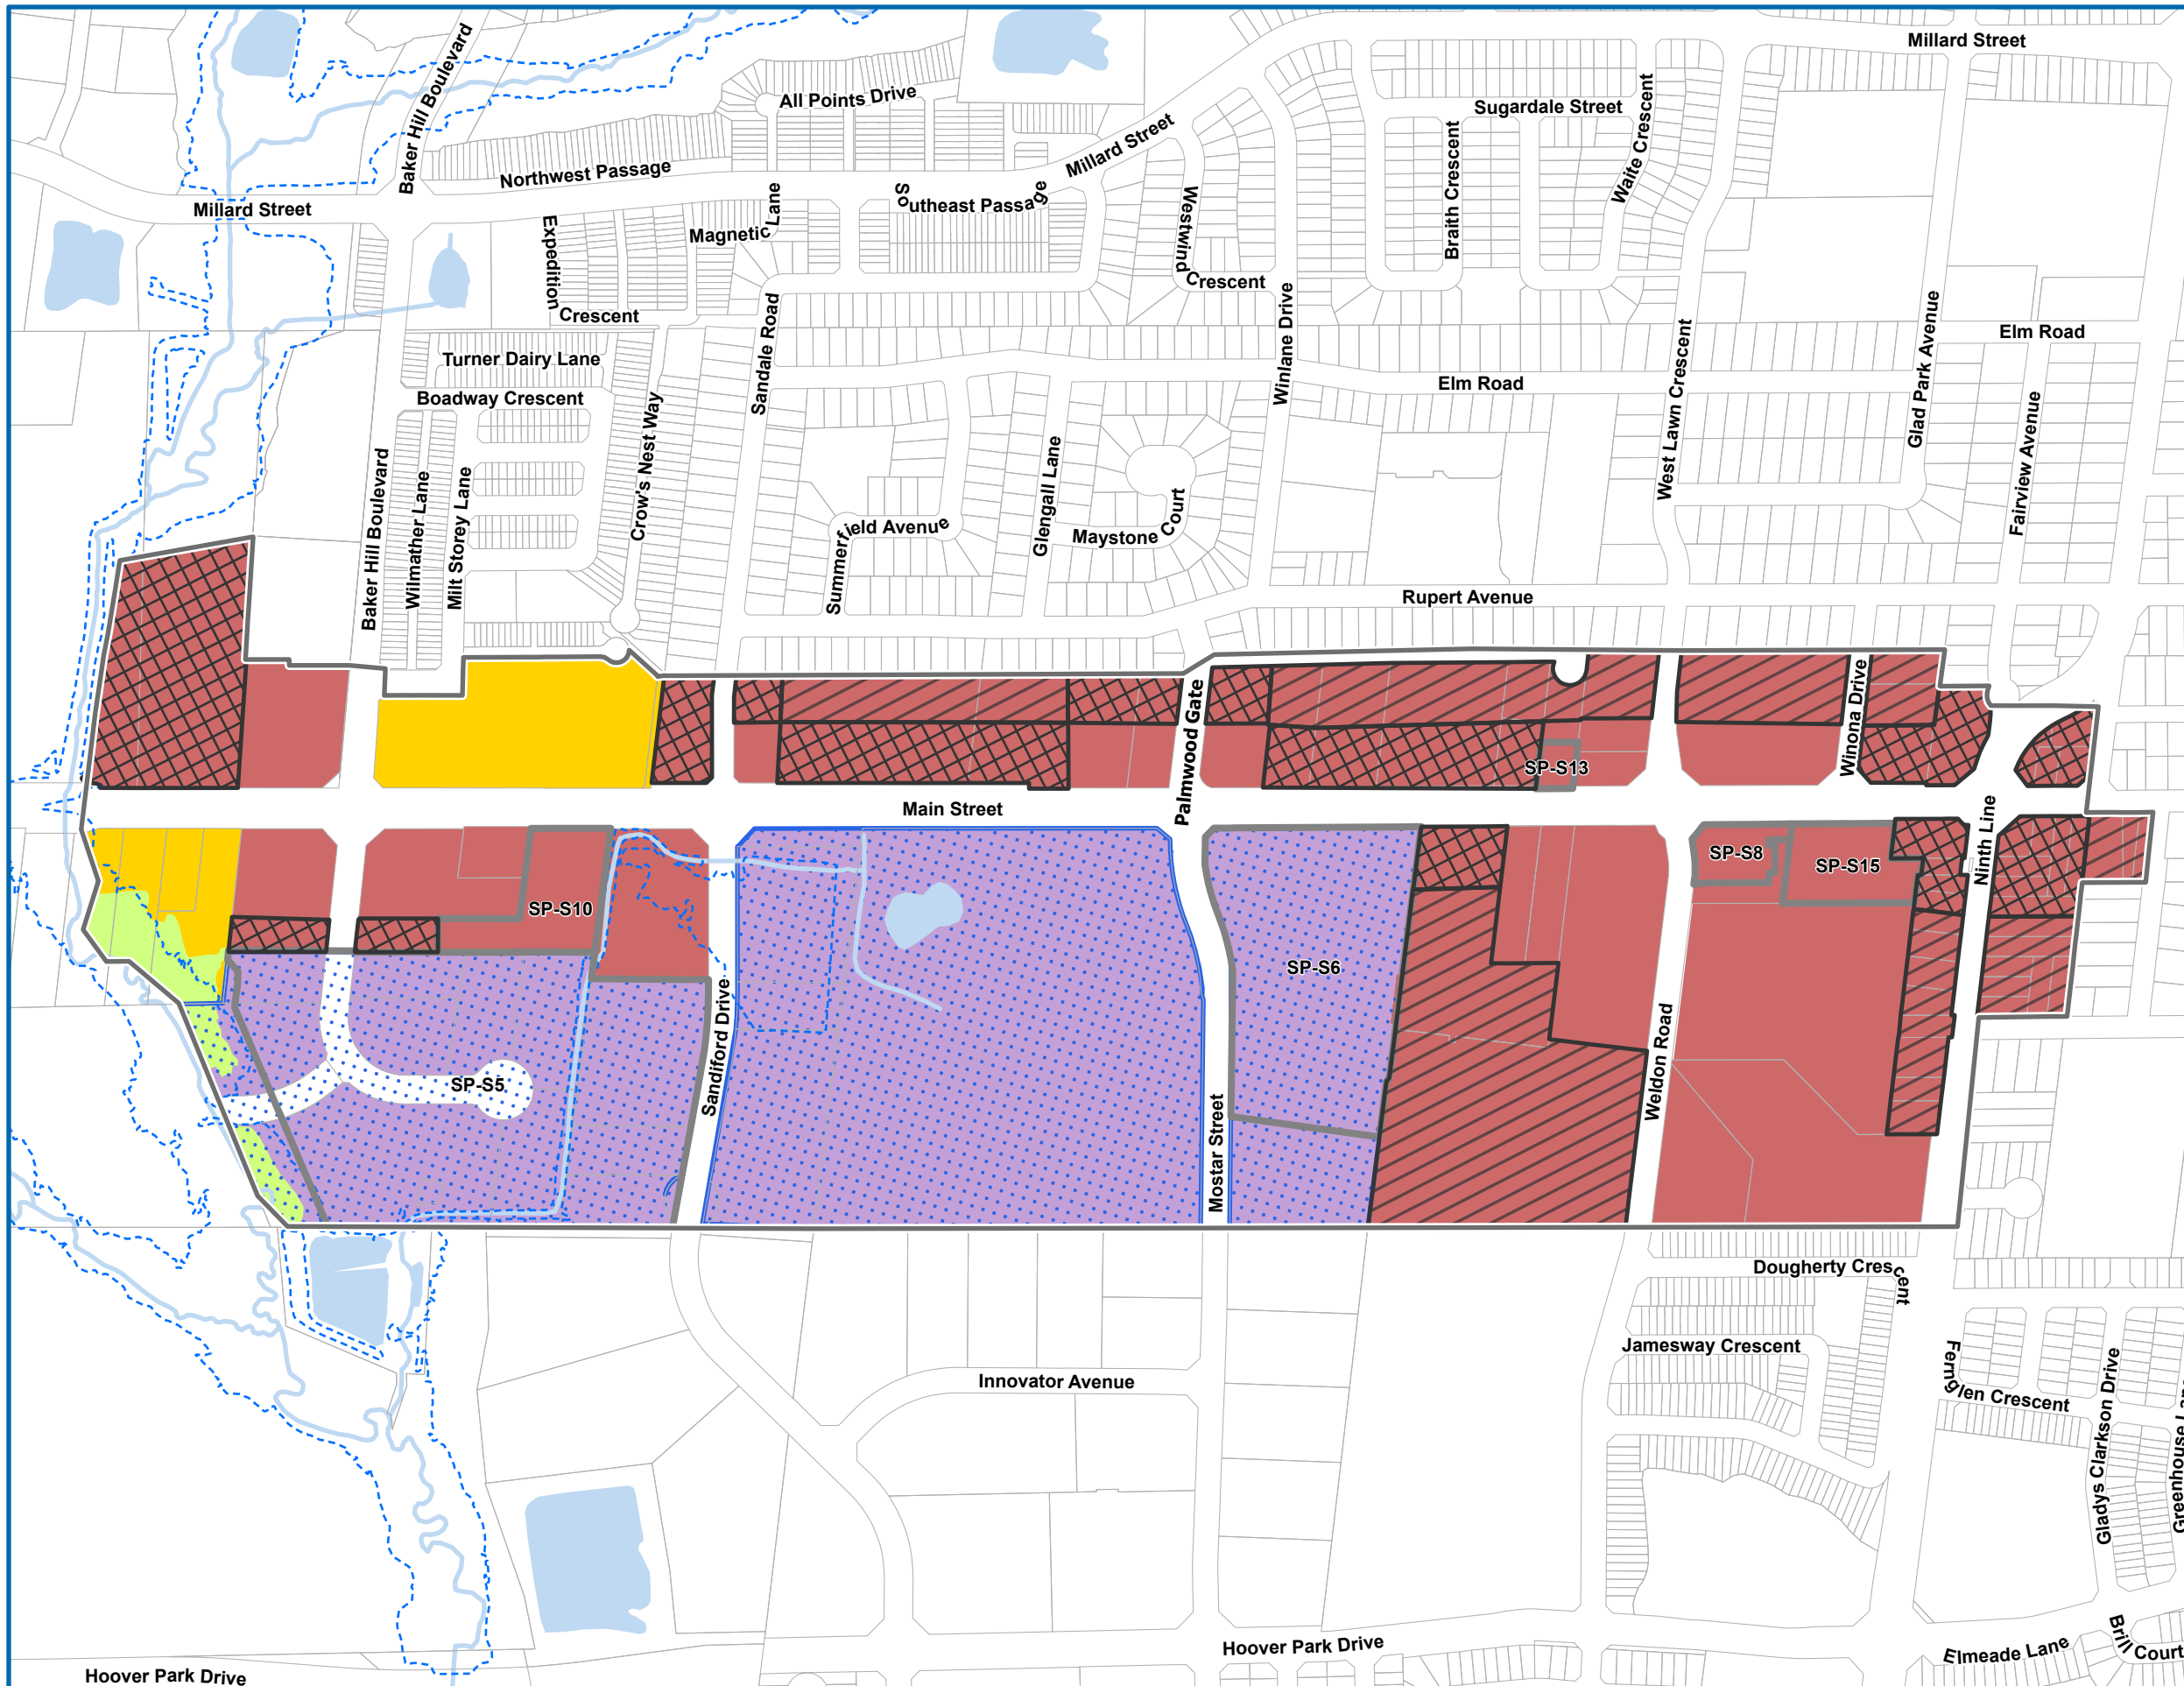 Millard Street
Baker Hill Boulevard
All Points Drive
Sugardale Street
Waite Crescent
Millard Street
Braith Crescent
Northwest Passage
Millard Street
Magnetic Lane
Southeast Passage
Westwind Crescent
Expedition Crescent
Sandale Road
Winlane Drive
Elm Road
Glad Park Avenue
Turner Dairy Lane
Elm Road
West Lawn Crescent
Boadway Crescent
Crow's Nest Way
Fairview Avenue
Baker Hill Boulevard
Wilmather Lane
Milt Storey Lane
Summerfield Avenue
Glengall Lane
Maystone Court
Rupert Avenue
Palmwood Gate
Winona Drive
SP-S13
Main Street
Ninth Line
SP-S8
SP-S15
SP-S10
SP-S6
Sandiford Drive
SP-S5
Weldon Road
Mostar Street
Dougherty Crescent
Jamesway Crescent
Innovator Avenue
Fernglen Crescent
Gladys Clarkson Drive
Greenhouse
Hoover Park Drive
Elmeade Lane
Brill Court
Hoover Park Drive